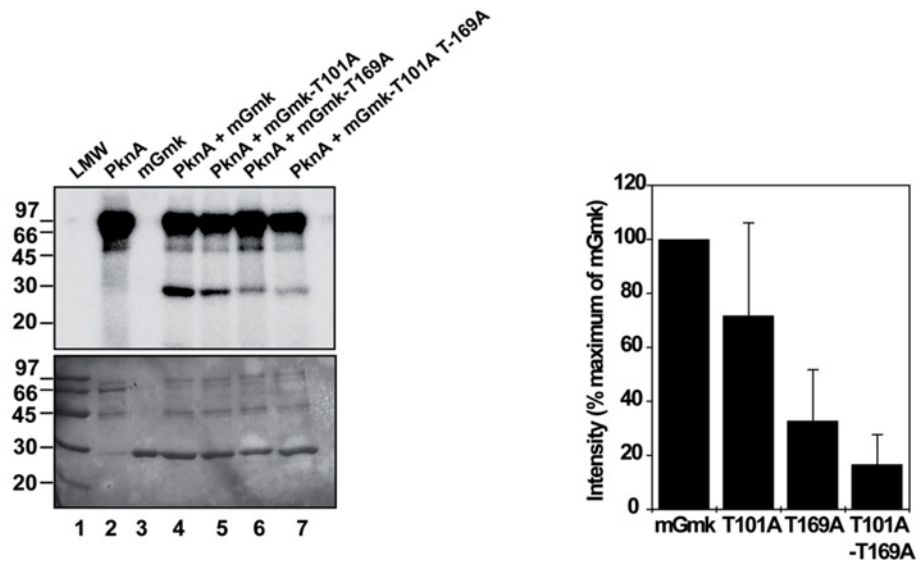 LMW
PknA
mGmk
PknA + mGmk
PknA + mGmk-T101A
PknA + mGmk-T169A
PknA + mGmk-T101A T-169A
97
66
45
30
20
97
66
45
30
20
1 2 3 4 5 6 7
Intensity (% maximum of mGmk)
120
100
80
60
40
20
0
mGmk T101A T169A T101A
-T169A